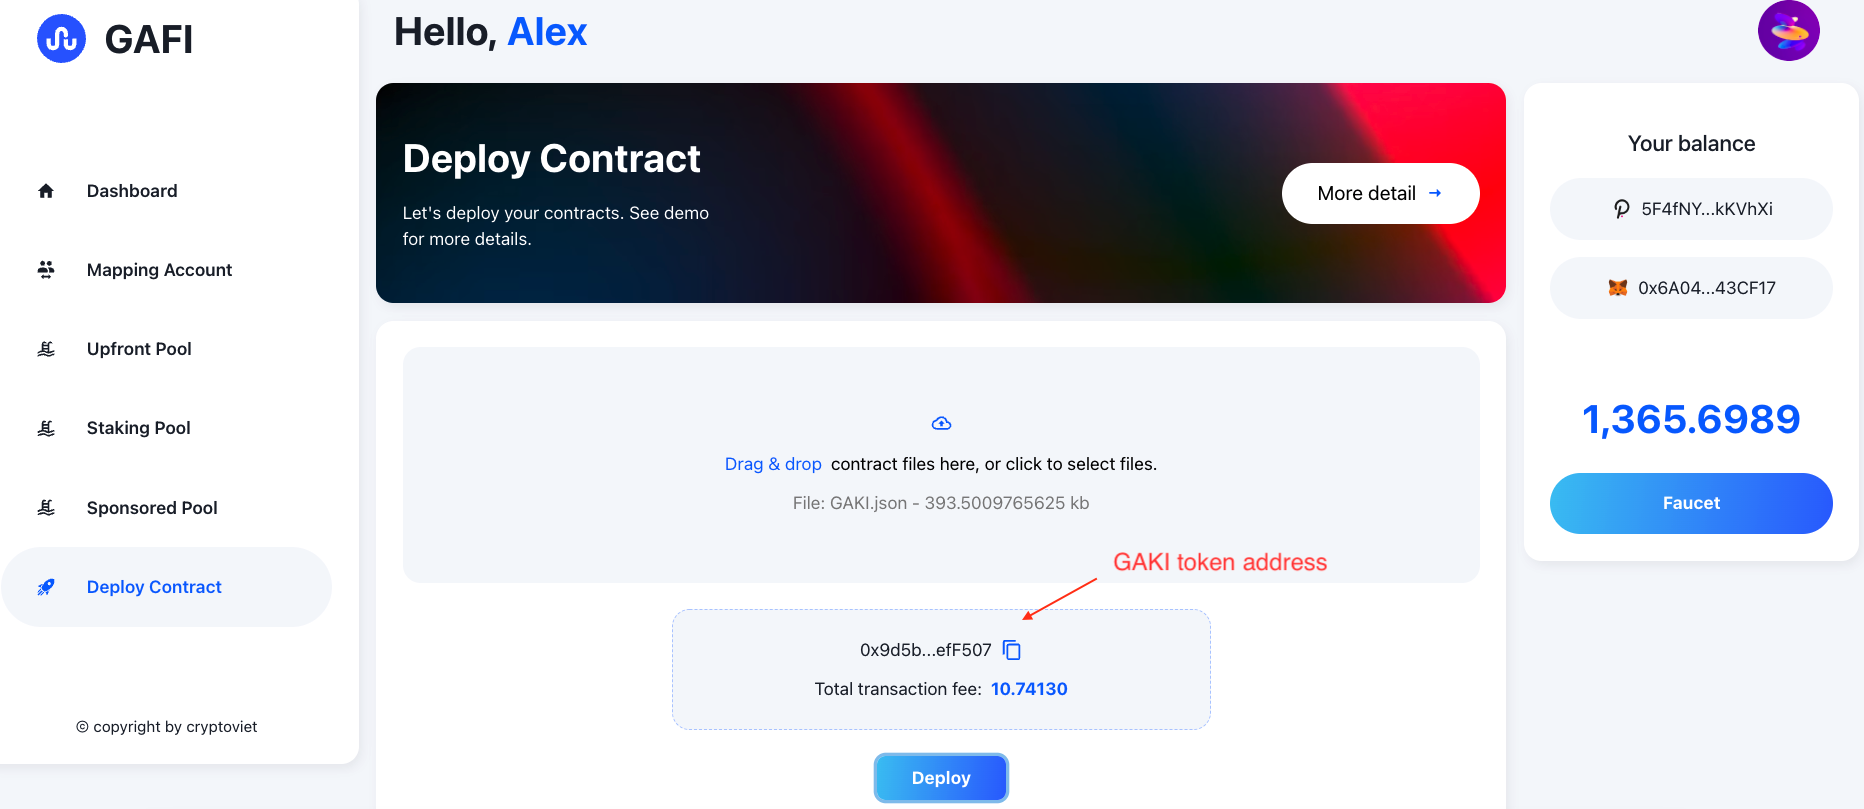 GAFI
Hello, Alex
Dashboard
Mapping Account
Upfront Pool
Staking Pool
Sponsored Pool
Deploy Contract
© copyright by cryptoviet
Deploy Contract
Let's deploy your contracts. See demo
for more details.
More detail →
Drag & drop contract files here, or click to select files.
File: GAKI.json - 393.5009765625 kb
GAKI token address
0x9d5b...efF507
Total transaction fee: 10.74130
Deploy
Your balance
5F4fNY...kKVhXi
0x6A04...43CF17
1,365.6989
Faucet